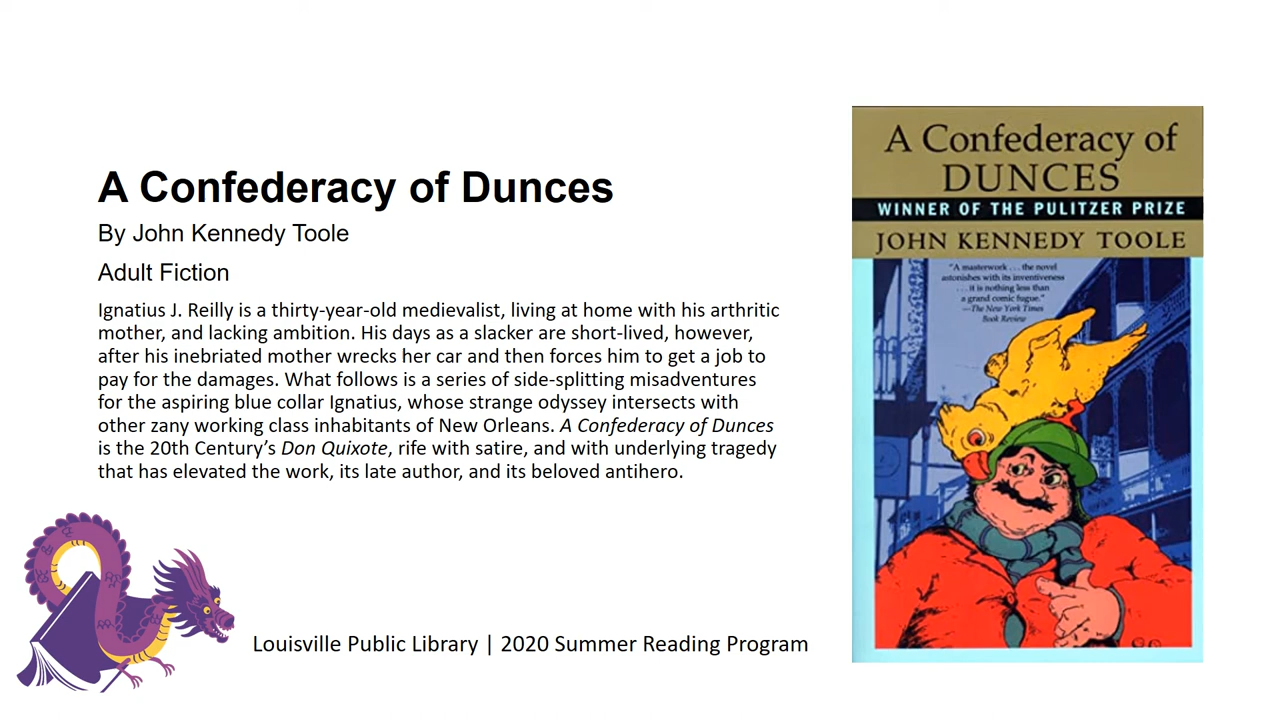 A Confederacy of Dunces
By John Kennedy Toole
Adult Fiction
Ignatius J. Reilly is a thirty-year-old medievalist, living at home with his arthritic
mother, and lacking ambition. His days as a slacker are short-lived, however,
after his inebriated mother wrecks her car and then forces him to get a job to
pay for the damages. What follows is a series of side-splitting misadventures
for the aspiring blue collar Ignatius, whose strange odyssey intersects with
other zany working class inhabitants of New Orleans. A Confederacy of Dunces
is the 20th Century’s Don Quixote, rife with satire, and with underlying tragedy
that has elevated the work, its late author, and its beloved antihero.
Louisville Public Library | 2020 Summer Reading Program
A Confederacy of
DUNCES
WINNER OF THE PULITZER PRIZE
JOHN KENNEDY TOOLE
"A masterwork . . . the novel
astonishes with its inventiveness
. . . it is nothing less than
a grand comic fugue."
—The New York Times
Book Review